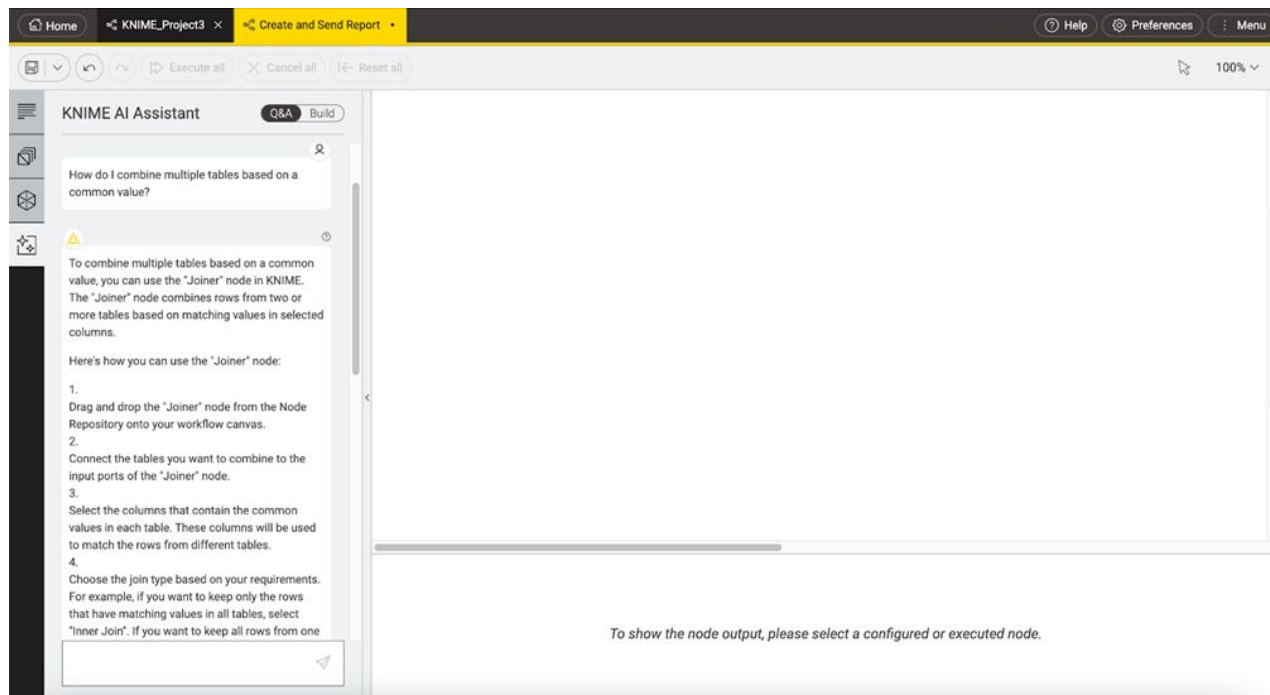 Home
KNIME_Project3
Create and Send Report
Help
Preferences
Menu
Execute all
Cancel all
Reset all
100%
KNIME AI Assistant
Q&A
Build
How do I combine multiple tables based on a
common value?
To combine multiple tables based on a common
value, you can use the "Joiner" node in KNIME.
The "Joiner" node combines rows from two or
more tables based on matching values in selected
columns.
Here's how you can use the "Joiner" node:
1.
Drag and drop the "Joiner" node from the Node
Repository onto your workflow canvas.
2.
Connect the tables you want to combine to the
input ports of the "Joiner" node.
3.
Select the columns that contain the common
values in each table. These columns will be used
to match the rows from different tables.
4.
Choose the join type based on your requirements.
For example, if you want to keep only the rows
that have matching values in all tables, select
"Inner Join". If you want to keep all rows from one
To show the node output, please select a configured or executed node.